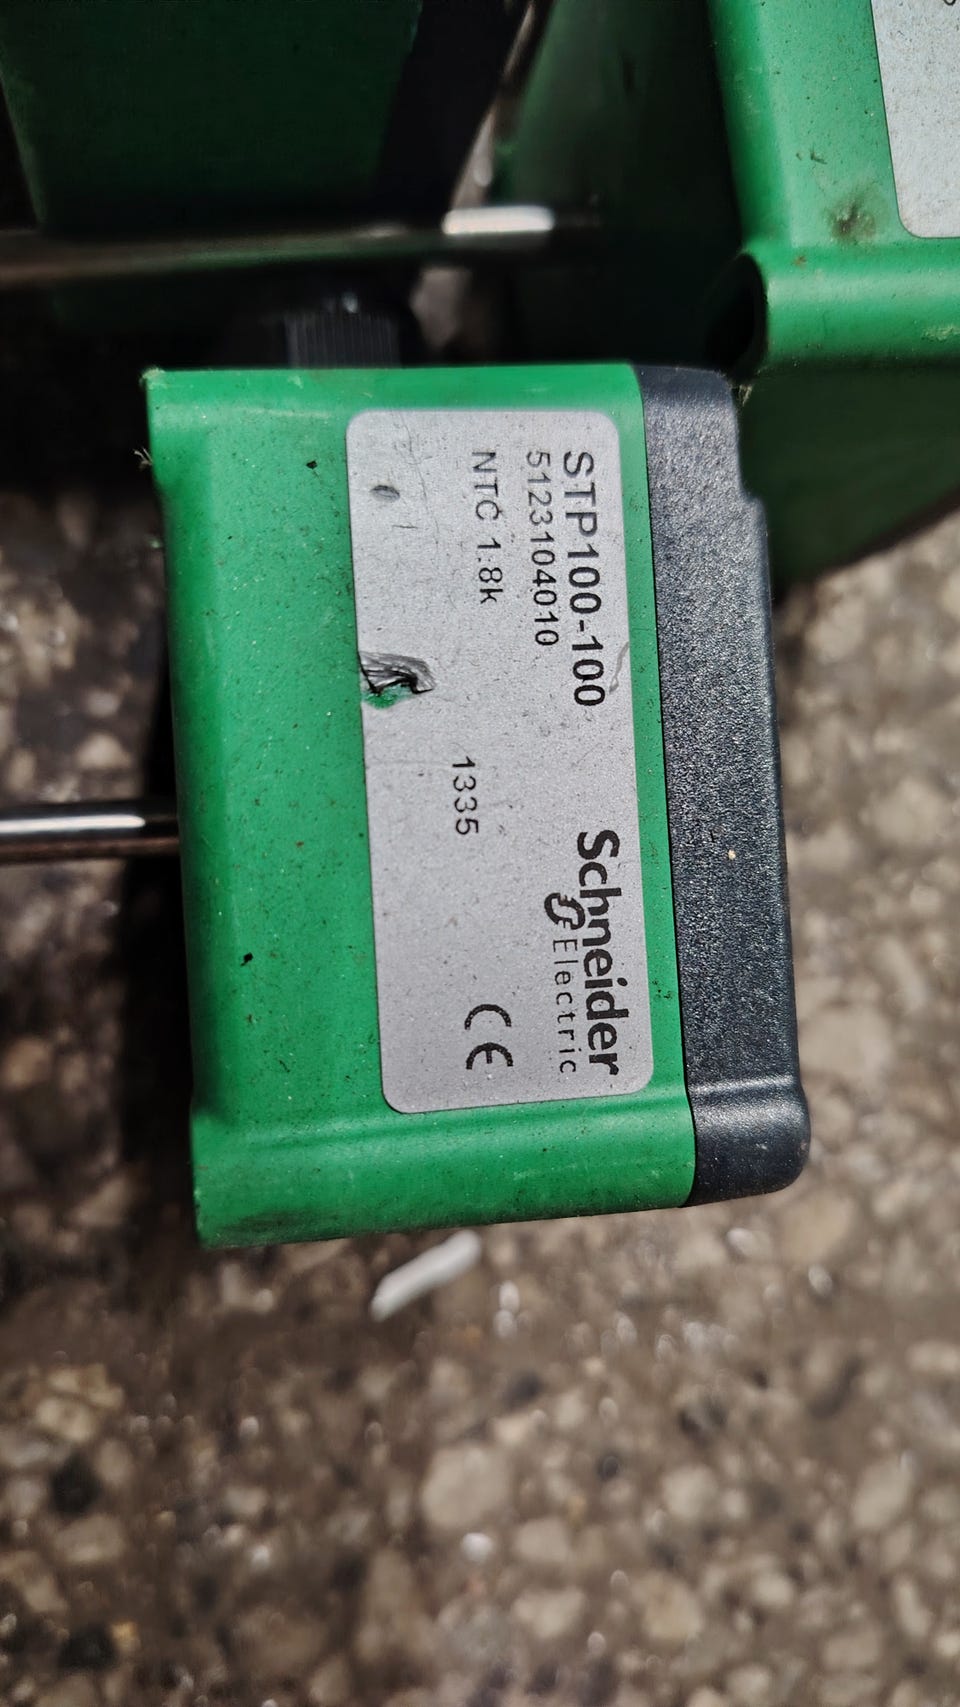 STP100-100
5123104010
NTC 1.8k
1335
Schneider
Electric
CE